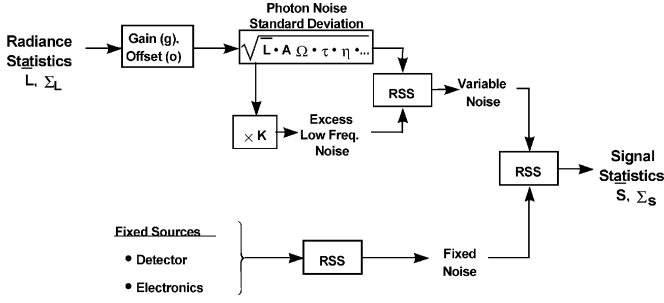 Photon Noise
Standard Deviation
Radiance
Statistics
L̅, Σ_L
Gain (g),
Offset (o)
√L̅ • A Ω • τ • η •...
RSS
Variable
Noise
× K
Excess
Low Freq.
Noise
RSS
Signal
Statistics
S̅, Σ_S
Fixed Sources
• Detector
• Electronics
RSS
Fixed
Noise